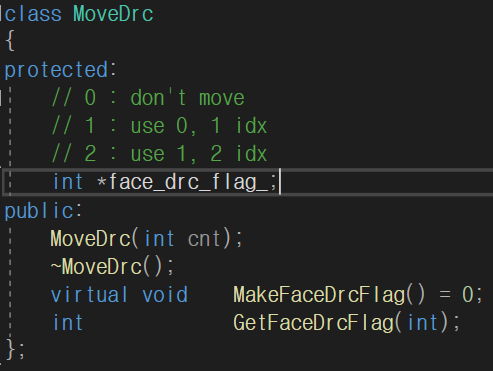 class MoveDrc
{
protected:
    // 0 : don't move
    // 1 : use 0, 1 idx
    // 2 : use 1, 2 idx
    int *face_drc_flag_;
public:
    MoveDrc(int cnt);
    ~MoveDrc();
    virtual void    MakeFaceDrcFlag() = 0;
    int             GetFaceDrcFlag(int);
};